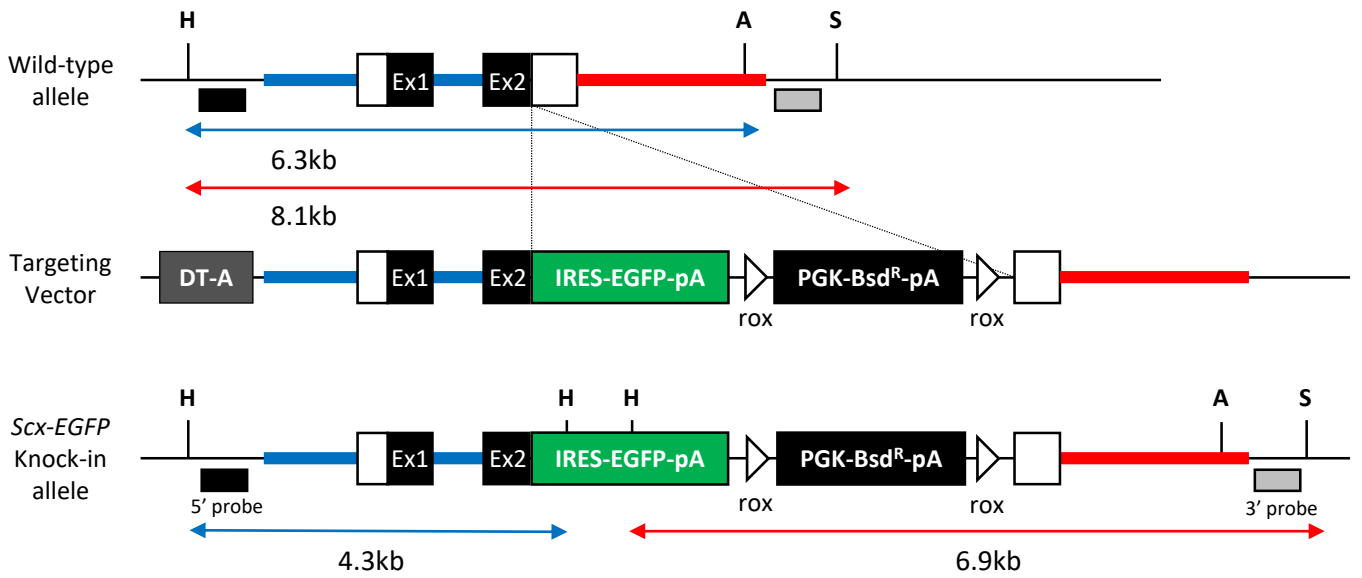 H A S
Wild-type
allele
Ex1 Ex2
6.3kb
8.1kb
Targeting
Vector
DT-A Ex1 Ex2 IRES-EGFP-pA PGK-Bsdᴿ-pA
rox rox
H H H A S
Scx-EGFP
Knock-in
allele
Ex1 Ex2 IRES-EGFP-pA PGK-Bsdᴿ-pA
5' probe rox rox 3' probe
4.3kb 6.9kb